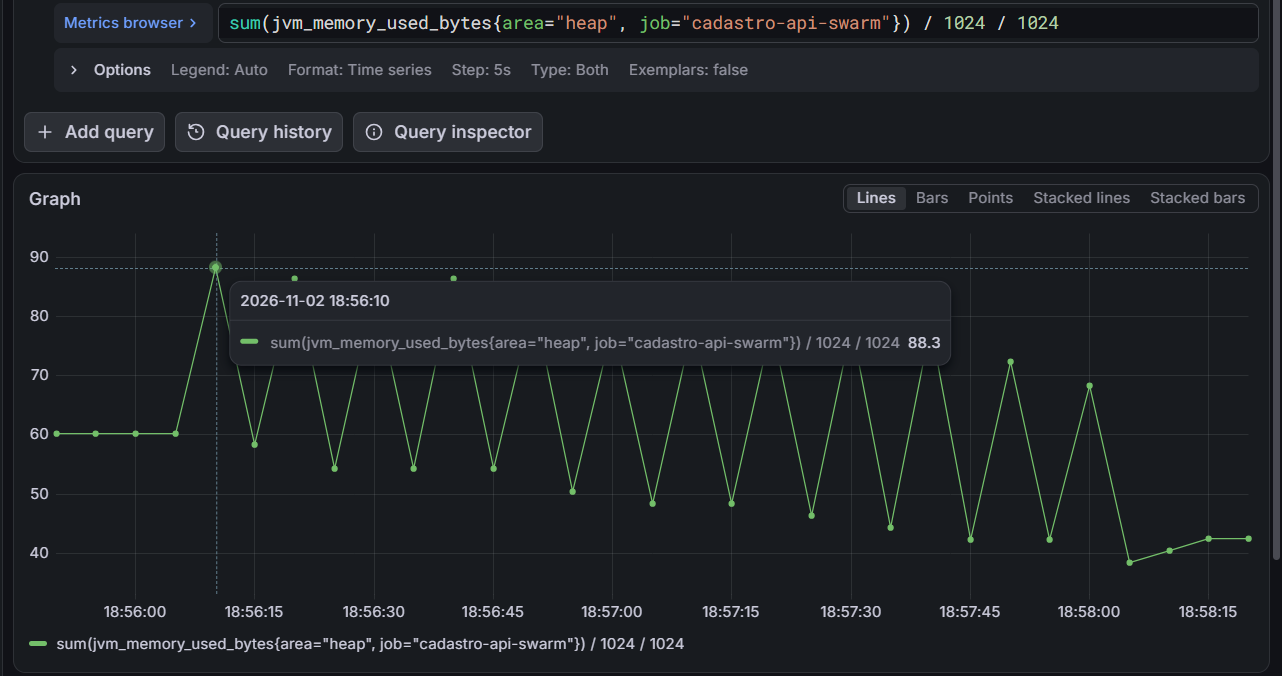 Metrics browser > sum(jvm_memory_used_bytes{area="heap", job="cadastro-api-swarm"}) / 1024 / 1024
> Options Legend: Auto Format: Time series Step: 5s Type: Both Exemplars: false
+ Add query Query history Query inspector
Graph Lines Bars Points Stacked lines Stacked bars
90
80
70
60
50
40
2026-11-02 18:56:10
sum(jvm_memory_used_bytes{area="heap", job="cadastro-api-swarm"}) / 1024 / 1024 88.3
18:56:00 18:56:15 18:56:30 18:56:45 18:57:00 18:57:15 18:57:30 18:57:45 18:58:00 18:58:15
sum(jvm_memory_used_bytes{area="heap", job="cadastro-api-swarm"}) / 1024 / 1024